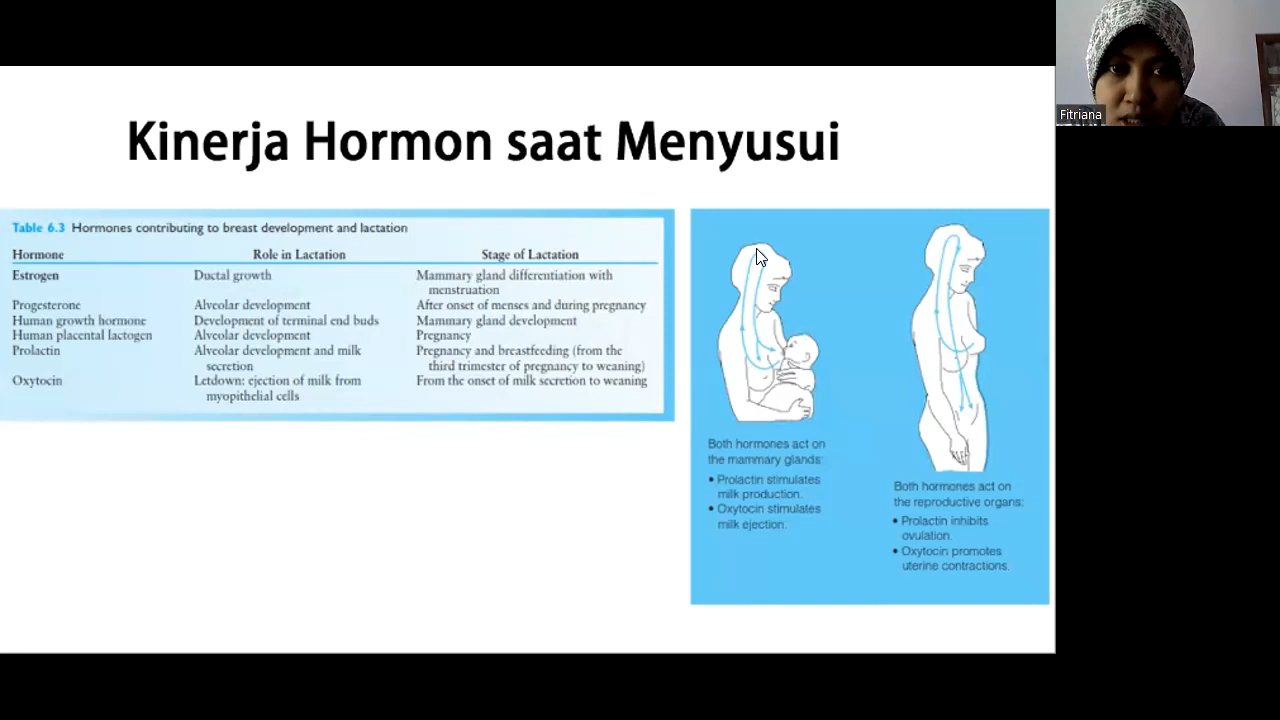 Fitriana
Kinerja Hormon saat Menyusui
Table 6.3 Hormones contributing to breast development and lactation
Hormone Role in Lactation Stage of Lactation
Estrogen Ductal growth Mammary gland differentiation with
menstruation
Progesterone Alveolar development After onset of menses and during pregnancy
Human growth hormone Development of terminal end buds Mammary gland development
Human placental lactogen Alveolar development Pregnancy
Prolactin Alveolar development and milk Pregnancy and breastfeeding (from the
secretion third trimester of pregnancy to weaning)
Oxytocin Letdown: ejection of milk from From the onset of milk secretion to weaning
myopithelial cells
Both hormones act on
the mammary glands:
• Prolactin stimulates
milk production.
• Oxytocin stimulates
milk ejection.
Both hormones act on
the reproductive organs:
• Prolactin inhibits
ovulation.
• Oxytocin promotes
uterine contractions.